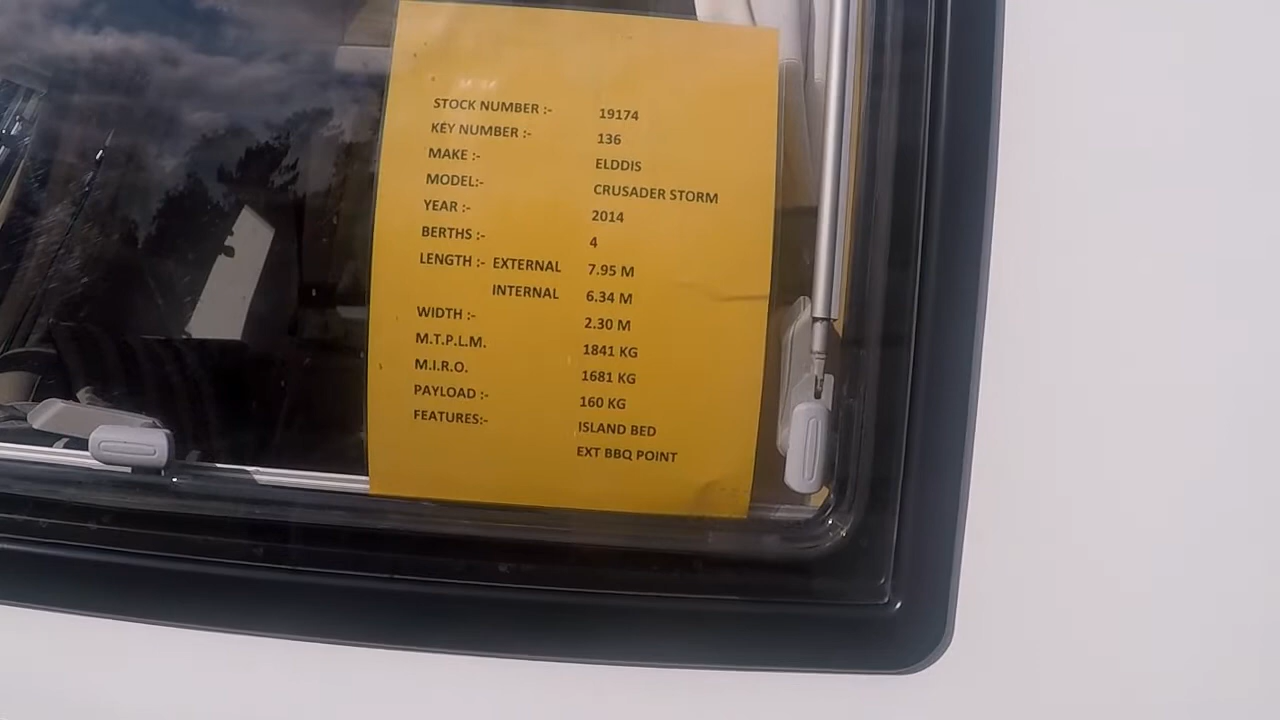 STOCK NUMBER :- 19174
KEY NUMBER :- 136
MAKE :- ELDDIS
MODEL:- CRUSADER STORM
YEAR :- 2014
BERTHS :- 4
LENGTH :- EXTERNAL 7.95 M
INTERNAL 6.34 M
WIDTH :- 2.30 M
M.T.P.L.M. 1841 KG
M.I.R.O. 1681 KG
PAYLOAD :- 160 KG
FEATURES:- ISLAND BED
EXT BBQ POINT